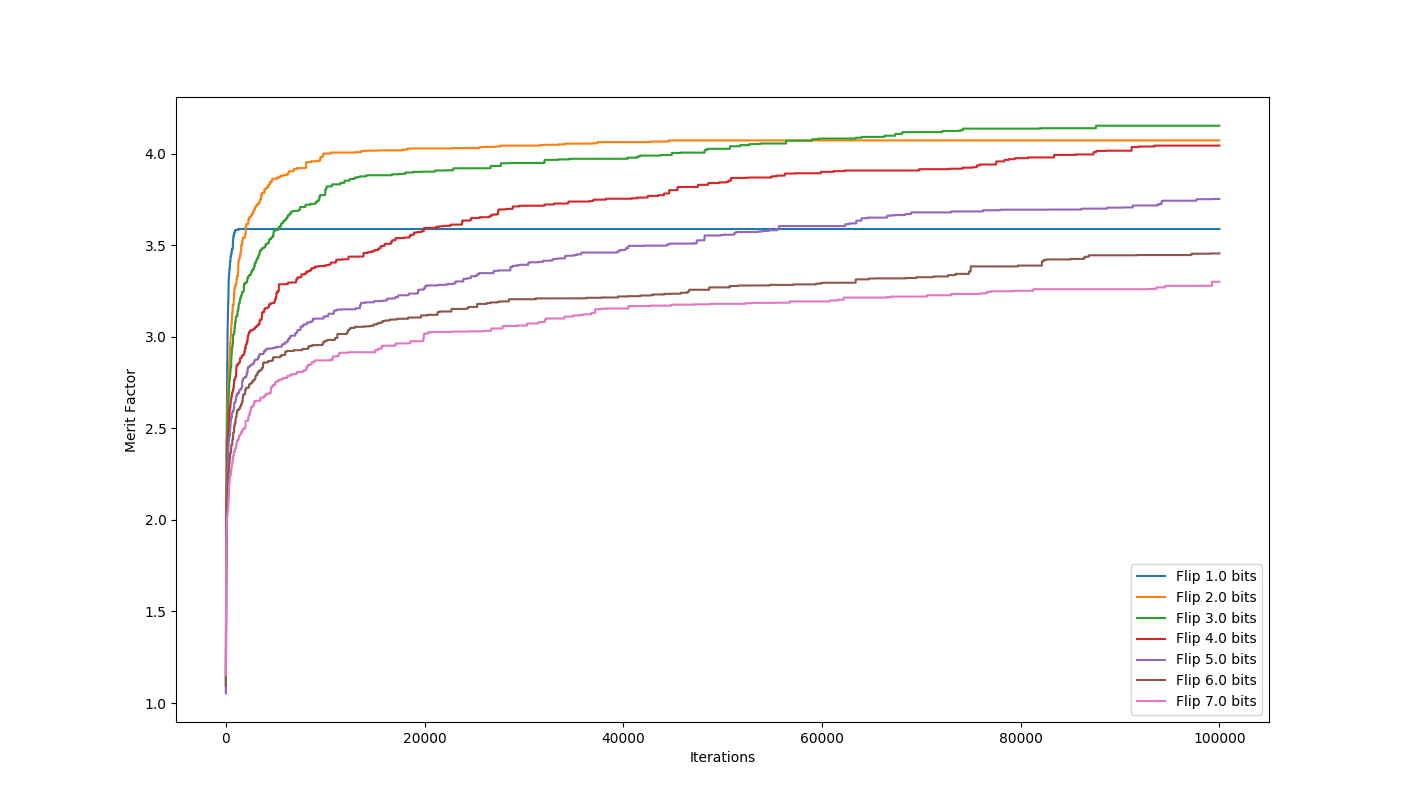 4.0
3.5
3.0
2.5
2.0
1.5
1.0
Merit Factor
0 20000 40000 60000 80000 100000
Iterations
Flip 1.0 bits
Flip 2.0 bits
Flip 3.0 bits
Flip 4.0 bits
Flip 5.0 bits
Flip 6.0 bits
Flip 7.0 bits